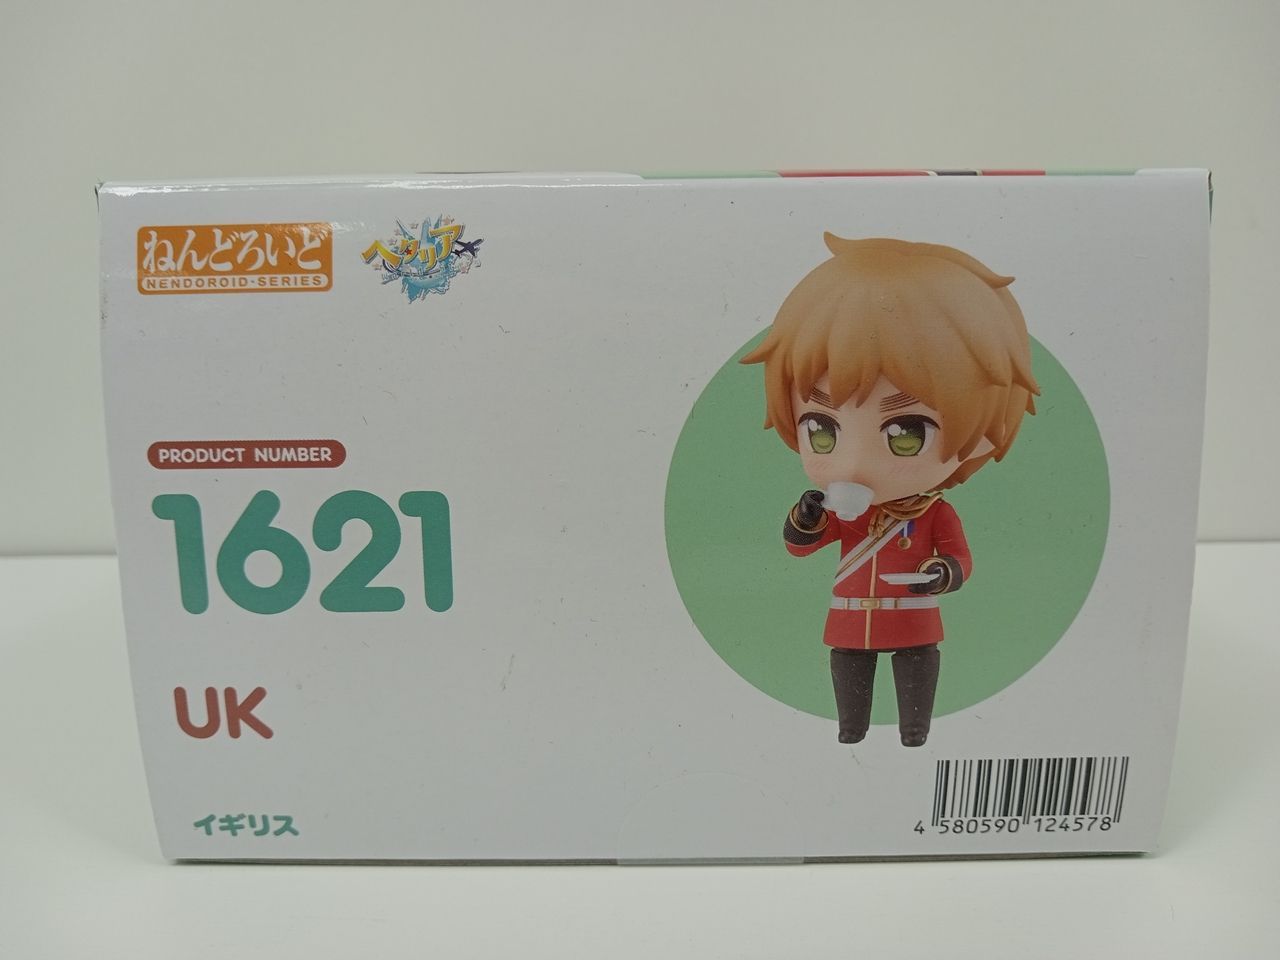 ねんどろいど
NENDOROID·SERIES
ヘタリア
PRODUCT NUMBER
1621
UK
イギリス
4 580590 124578